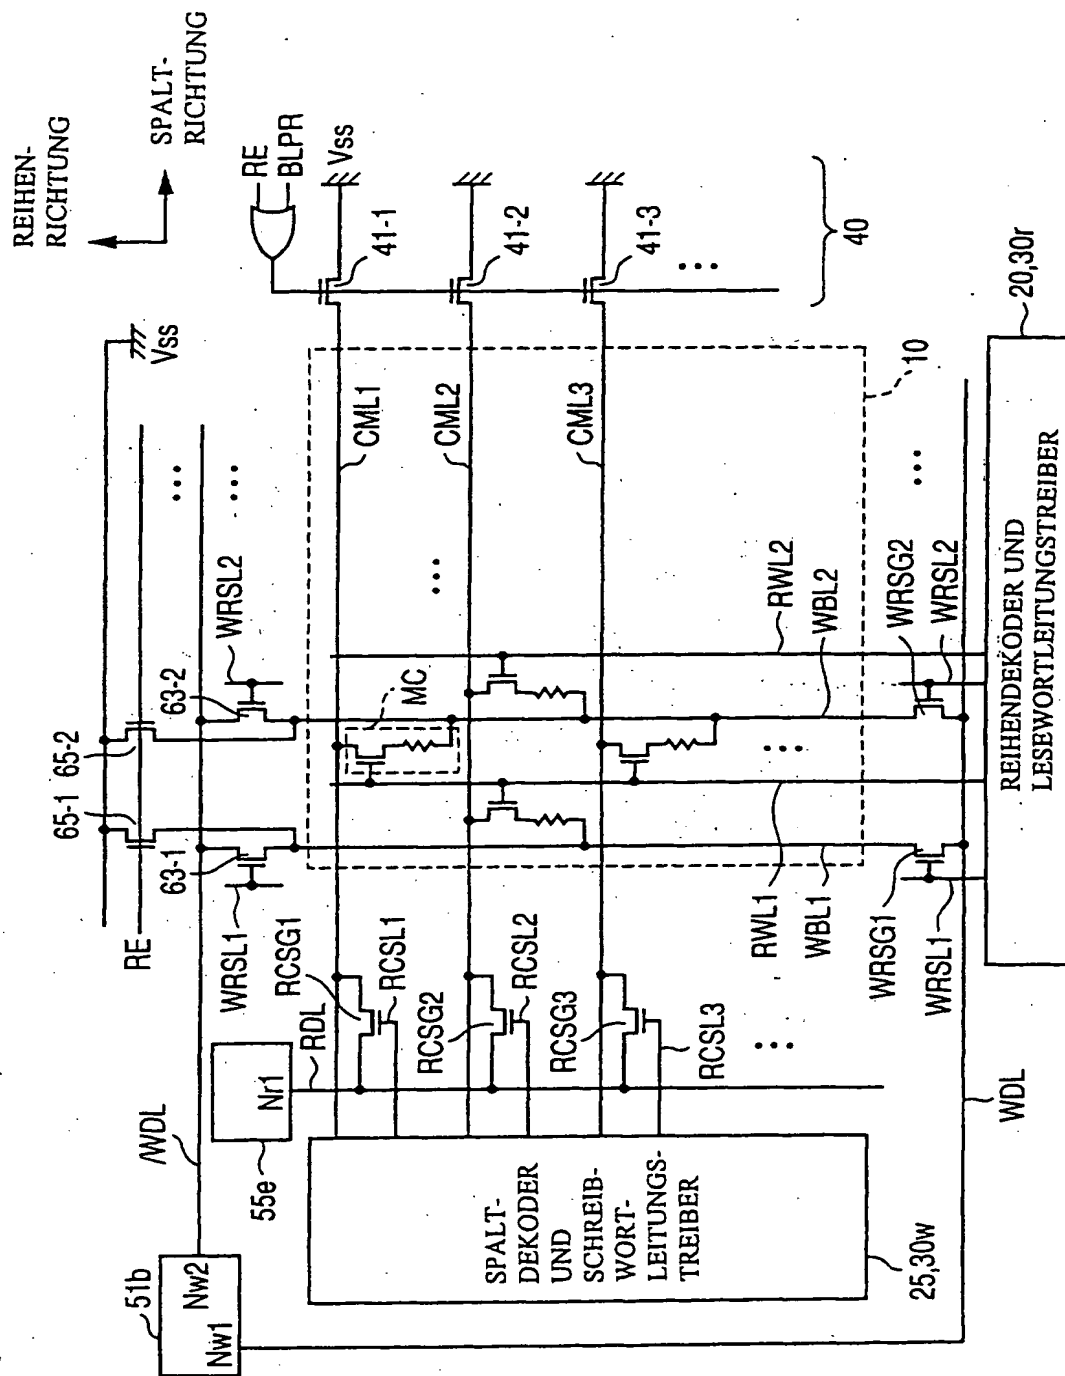 REIHEN-
RICHTUNG
SPALT-
RICHTUNG
RE
BLPR
Vss
41-1
41-2
41-3
40
20,30r
Vss
10
CML1
CML2
CML3
WRSL2
63-2
65-2
65-1
63-1
RE
WRSL1
MC
RWL2
WBL2
WRSG2
WRSL2
REIHENDEKODER UND
LESEWORTLEITUNGSTREIBER
RWL1
WBL1
WRSG1
WRSL1
RCSG1
RCSL1
RCSG2
RCSL2
RCSG3
RCSL3
RDL
Nr1
55e
/WDL
WDL
51b
Nw2
Nw1
SPALT-
DEKODER
UND
SCHREIB-
WORT-
LEITUNGS-
TREIBER
25,30w